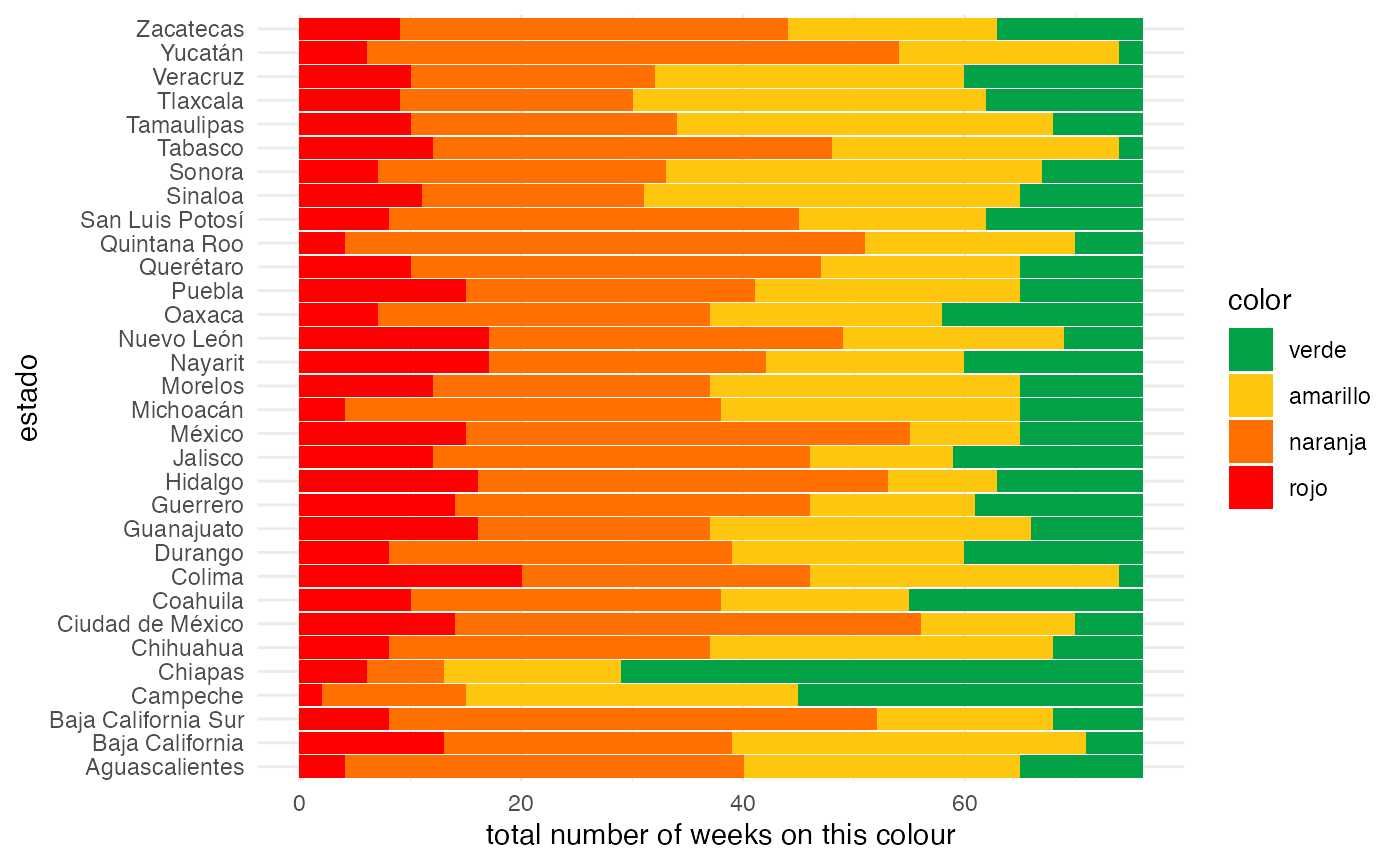 Zacatecas
Yucatán
Veracruz
Tlaxcala
Tamaulipas
Tabasco
Sonora
Sinaloa
San Luis Potosí
Quintana Roo
Querétaro
Puebla
Oaxaca
Nuevo León
Nayarit
Morelos
Michoacán
México
Jalisco
Hidalgo
Guerrero
Guanajuato
Durango
Colima
Coahuila
Ciudad de México
Chihuahua
Chiapas
Campeche
Baja California Sur
Baja California
Aguascalientes
estado
0 20 40 60
total number of weeks on this colour
color
verde
amarillo
naranja
rojo